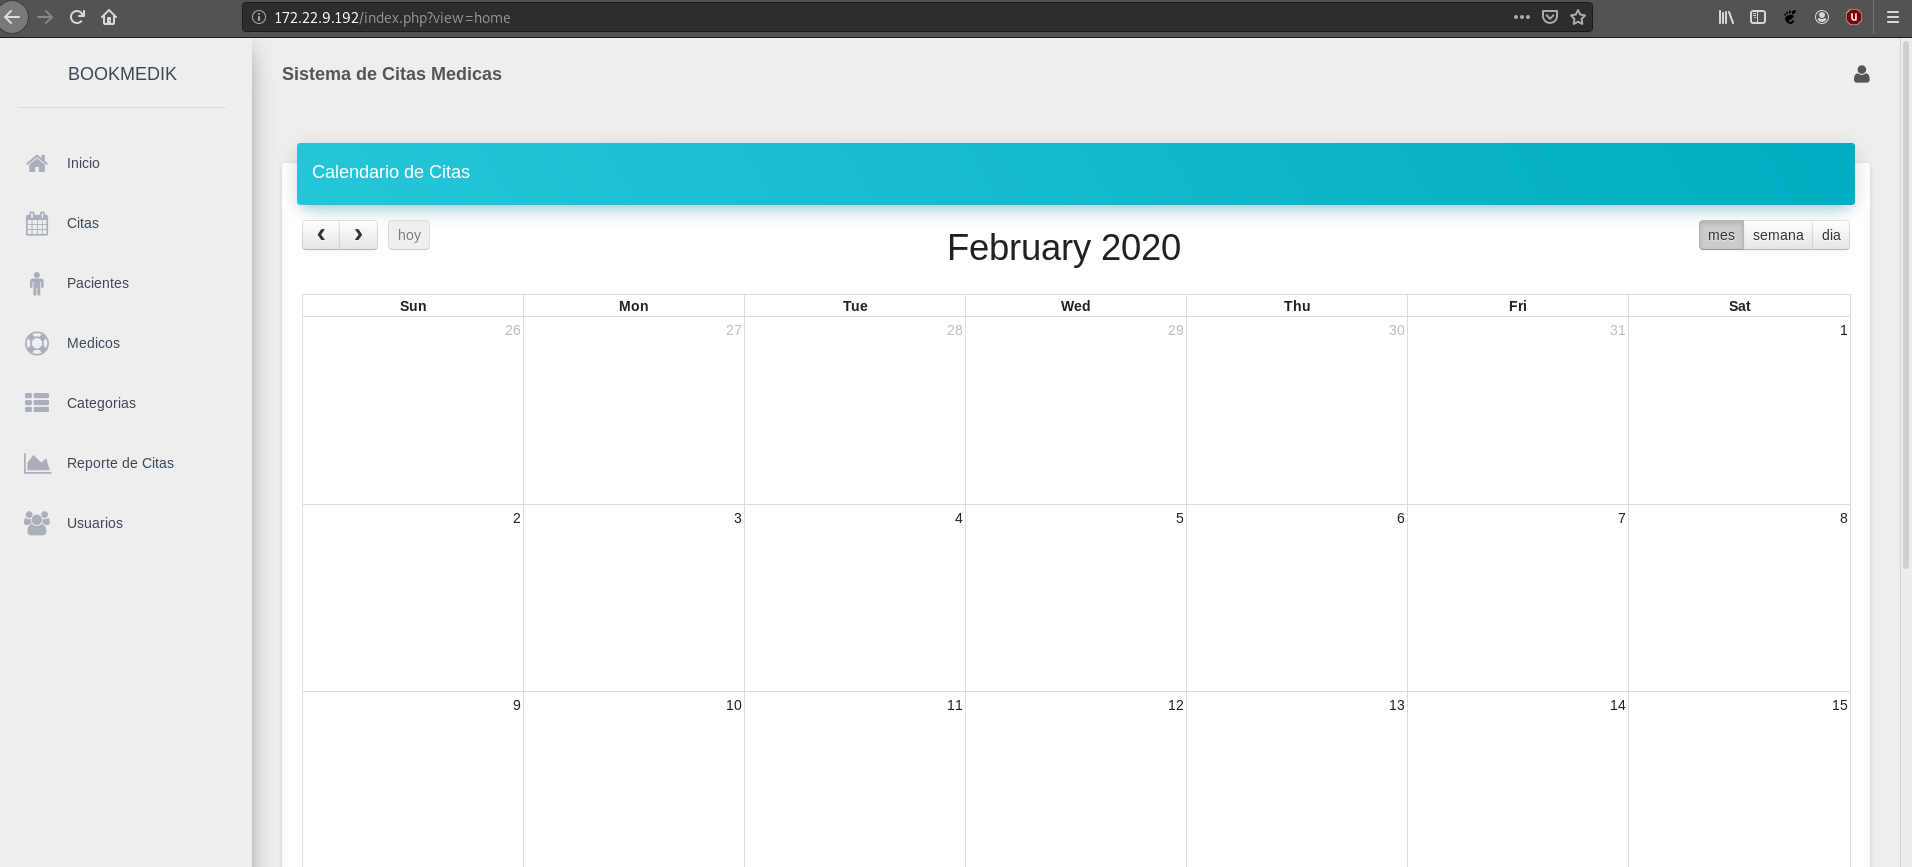 172.22.9.192/index.php?view=home
BOOKMEDIK
Sistema de Citas Medicas
Inicio
Citas
Pacientes
Medicos
Categorias
Reporte de Citas
Usuarios
Calendario de Citas
hoy
February 2020
mes semana dia
Sun Mon Tue Wed Thu Fri Sat
26 27 28 29 30 31 1
2 3 4 5 6 7 8
9 10 11 12 13 14 15